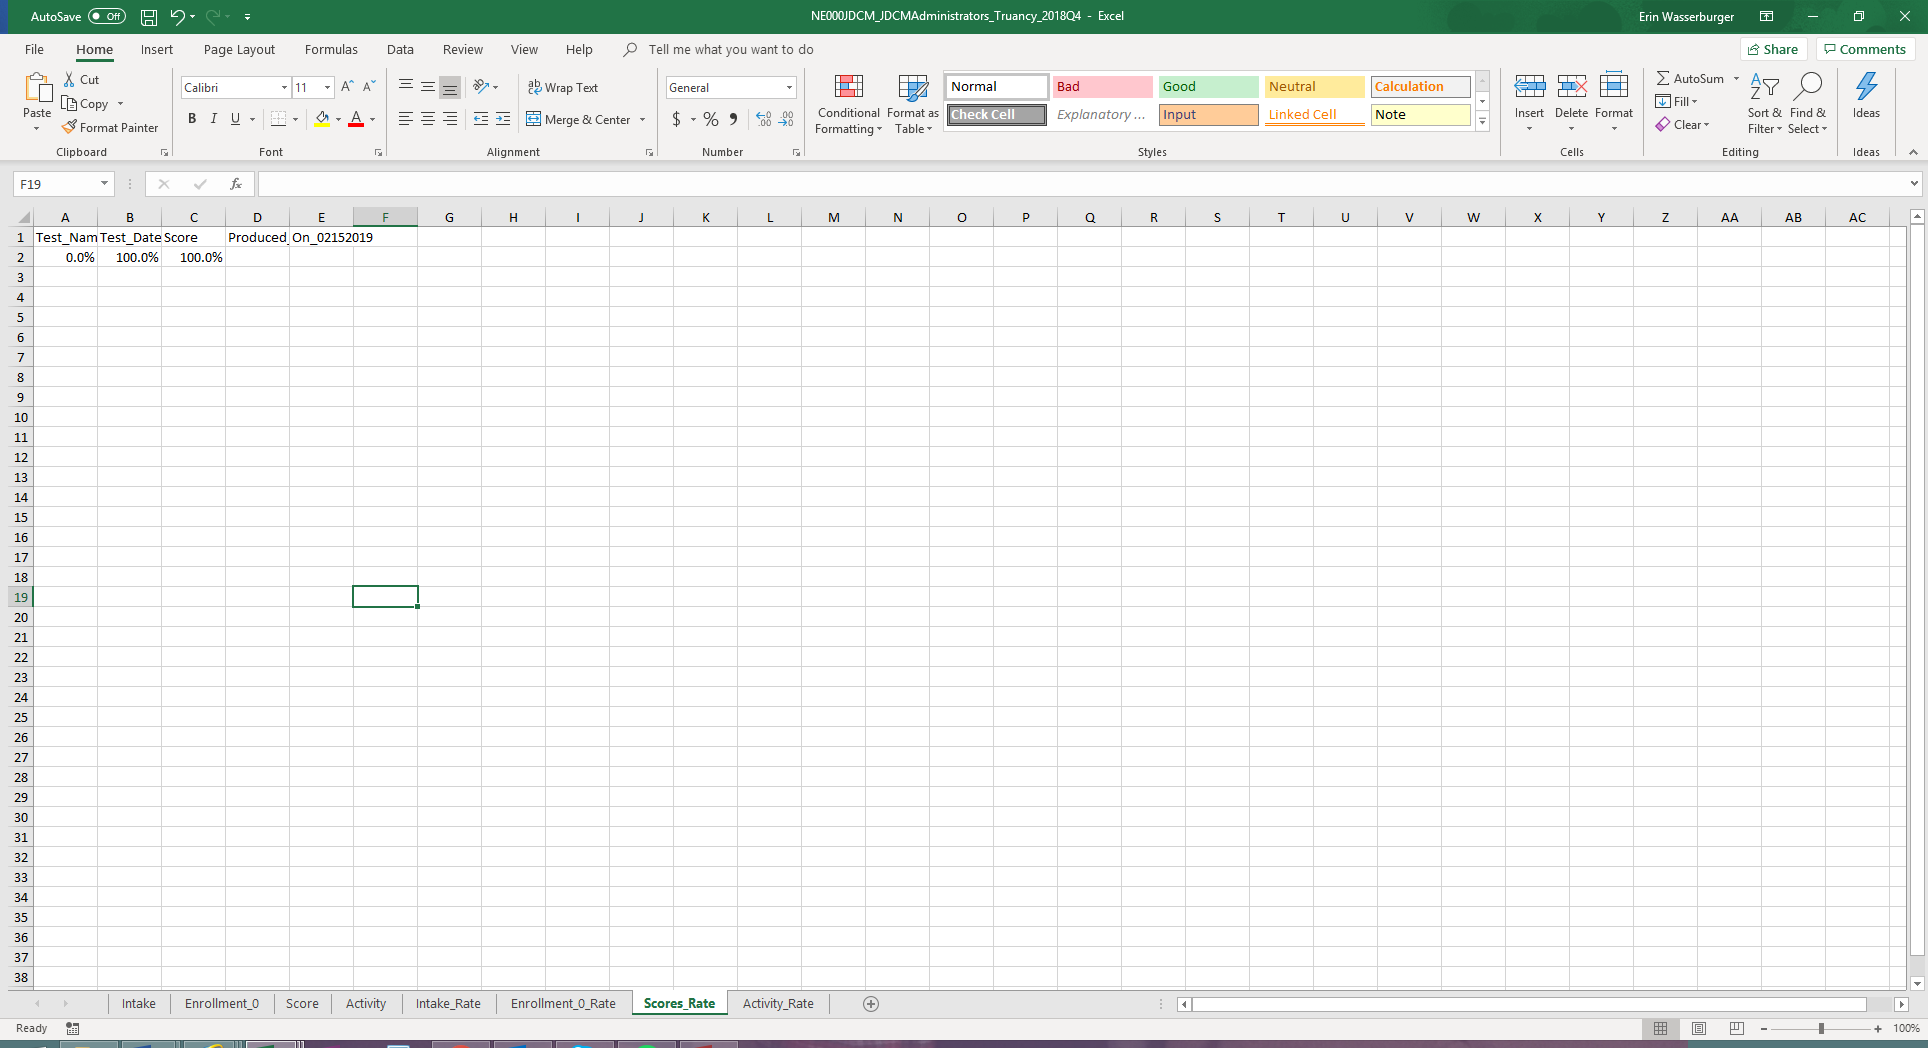 AutoSave Off
NE000JDCM_JDCMAdministrators_Truancy_2018Q4 - Excel
Erin Wasserburger
File Home Insert Page Layout Formulas Data Review View Help Tell me what you want to do
Share Comments
Paste
Cut
Copy
Format Painter
Clipboard
Calibri 11
B I U
Font
Wrap Text
Merge & Center
Alignment
General
$ % 9
Number
Conditional Formatting
Format as Table
Normal Bad Good Neutral Calculation
Check Cell Explanatory ... Input Linked Cell Note
Styles
Insert Delete Format
Cells
AutoSum
Fill
Clear
Sort & Filter
Find & Select
Editing
Ideas
Ideas
F19
fx
A B C D E F G H I J K L M N O P Q R S T U V W X Y Z AA AB AC
1 Test_Nam Test_Date Score Produced_ On_02152019
2 0.0% 100.0% 100.0%
3
4
5
6
7
8
9
10
11
12
13
14
15
16
17
18
19
20
21
22
23
24
25
26
27
28
29
30
31
32
33
34
35
36
37
38
Intake Enrollment_0 Score Activity Intake_Rate Enrollment_0_Rate Scores_Rate Activity_Rate
Ready
100%